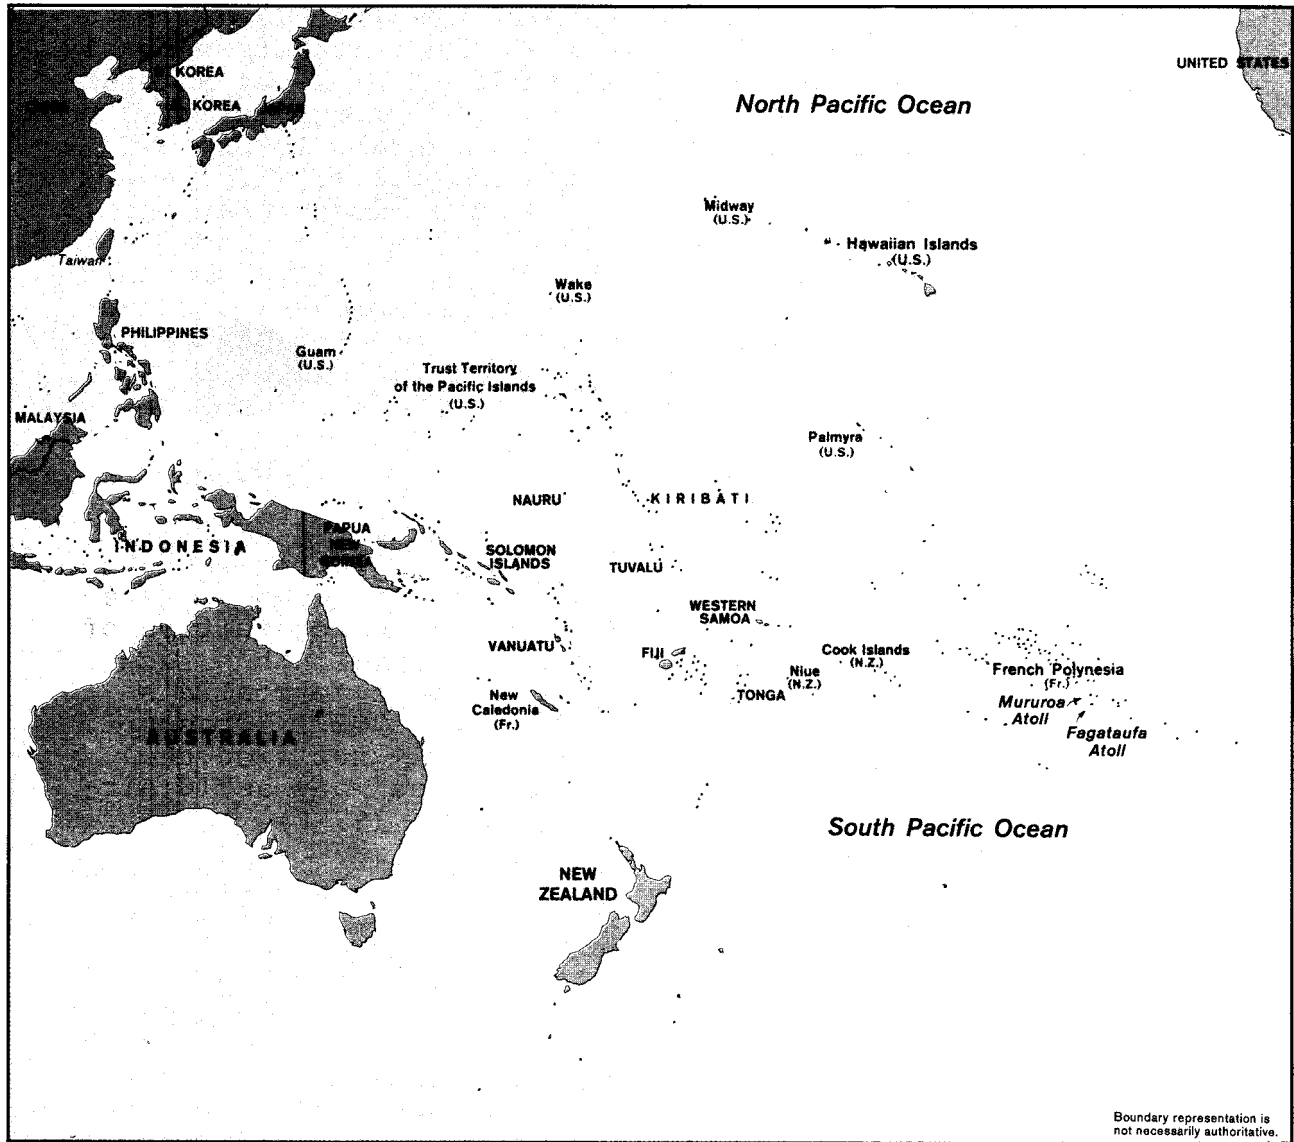 UNITED STATES
KOREA
KOREA
North Pacific Ocean
Midway
(U.S.)
Hawaiian Islands
(U.S.)
Taiwan
Wake
(U.S.)
PHILIPPINES
Guam
(U.S.)
Trust Territory
of the Pacific Islands
(U.S.)
MALAYSIA
Palmyra
(U.S.)
NAURU
KIRIBATI
PAPUA
NEW
GUINEA
INDONESIA
SOLOMON
ISLANDS
TUVALU
WESTERN
SAMOA
VANUATU
FIJI
Cook Islands
(N.Z.)
Niue
(N.Z.)
French Polynesia
(Fr.)
TONGA
New
Caledonia
(Fr.)
Mururoa
Atoll
Fagataufa
Atoll
AUSTRALIA
South Pacific Ocean
NEW
ZEALAND
Boundary representation is
not necessarily authoritative.